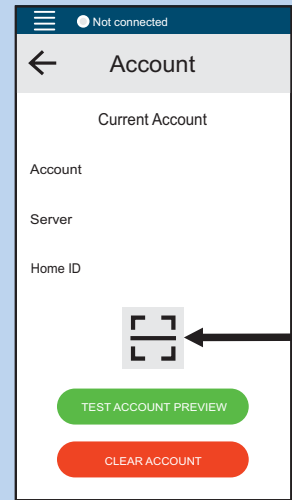 Not connected
Account
Current Account
Account
Server
Home ID
TEST ACCOUNT PREVIEW
CLEAR ACCOUNT